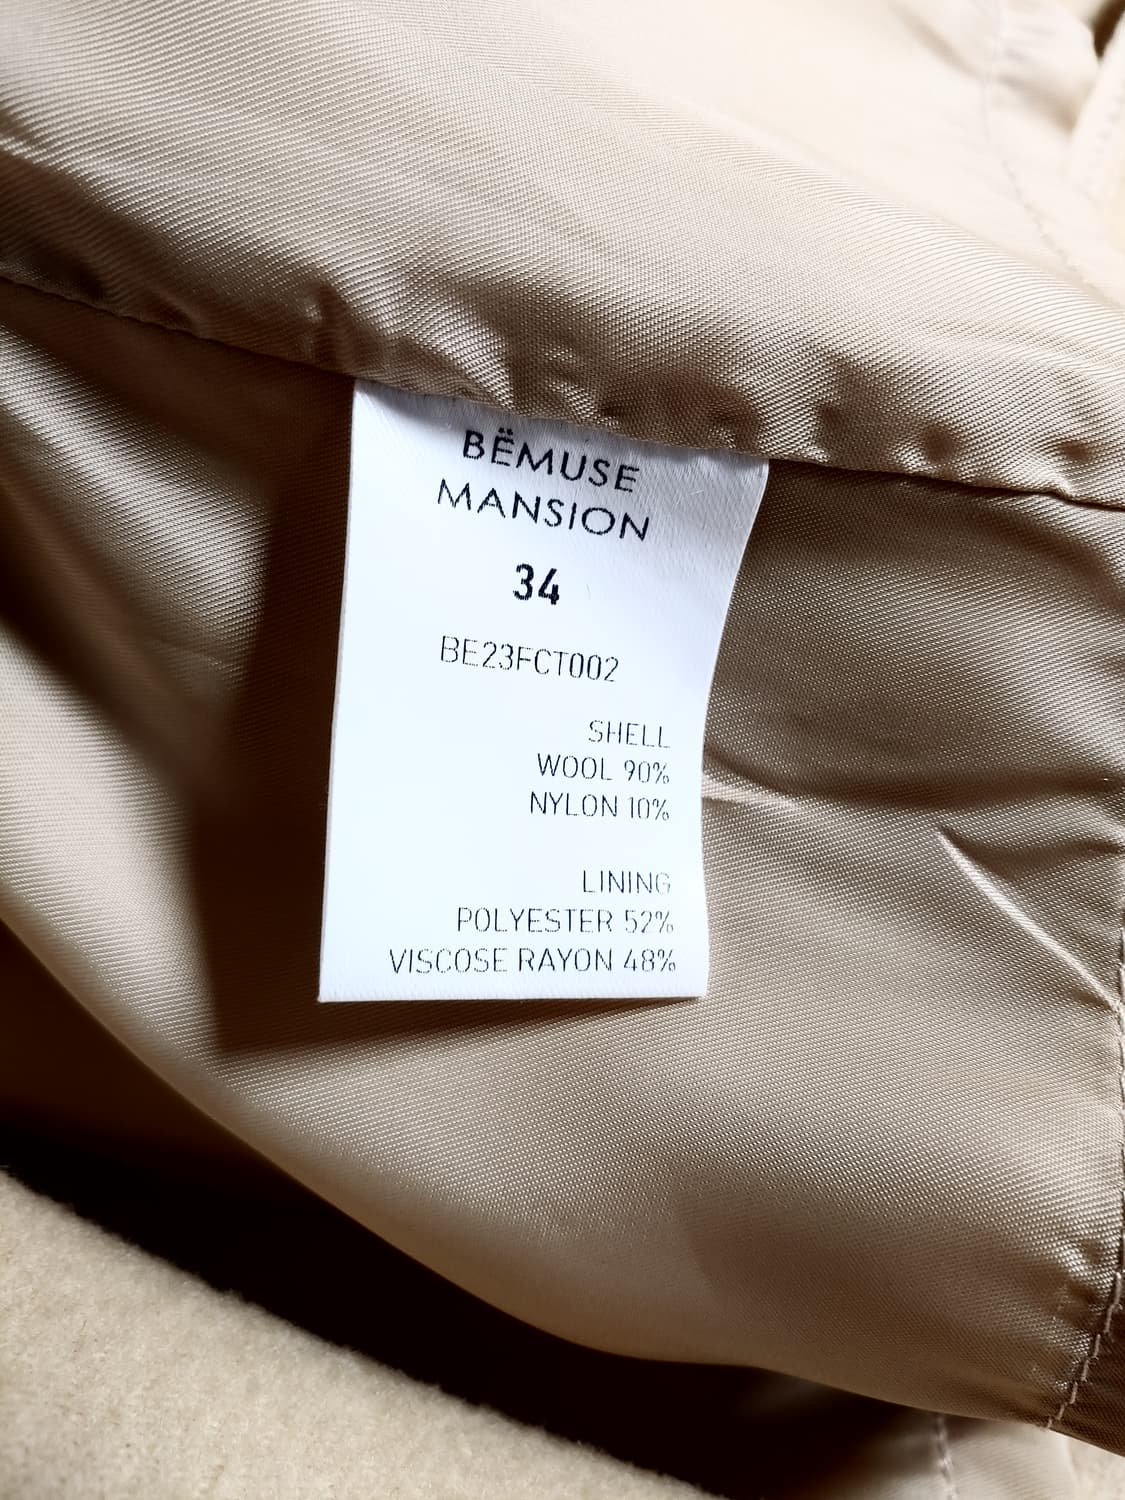 BËMUSE
MANSION
34
BE23FCT002
SHELL
WOOL 90%
NYLON 10%
LINING
POLYESTER 52%
VISCOSE RAYON 48%